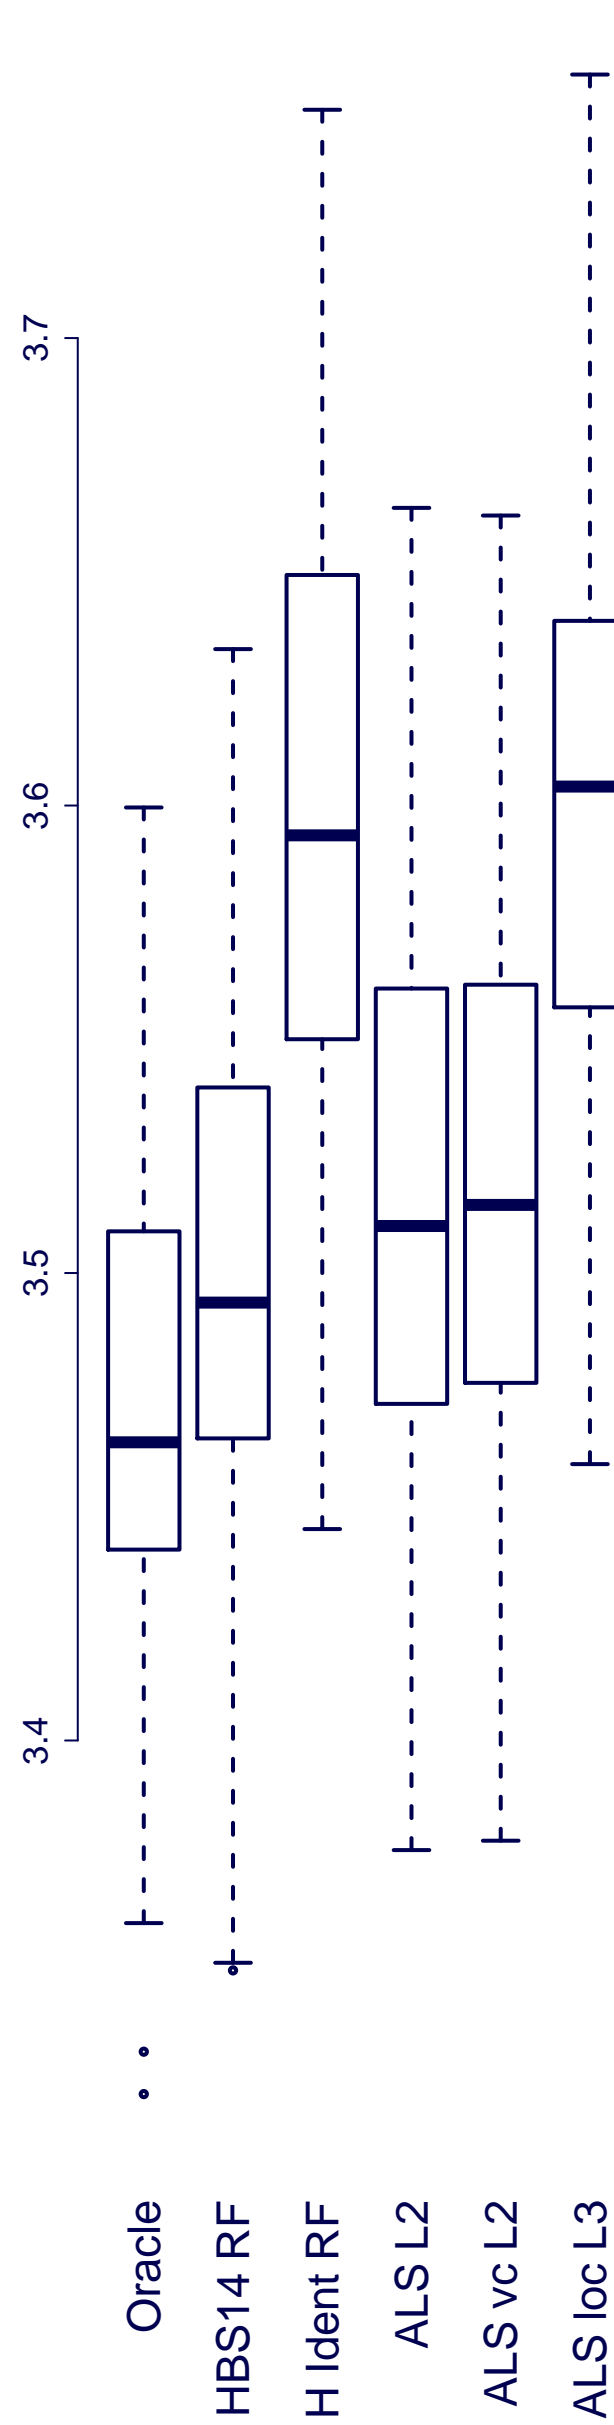 3.7
3.6
3.5
3.4
Oracle
HBS14 RF
H Ident RF
ALS L2
ALS vc L2
ALS loc L3